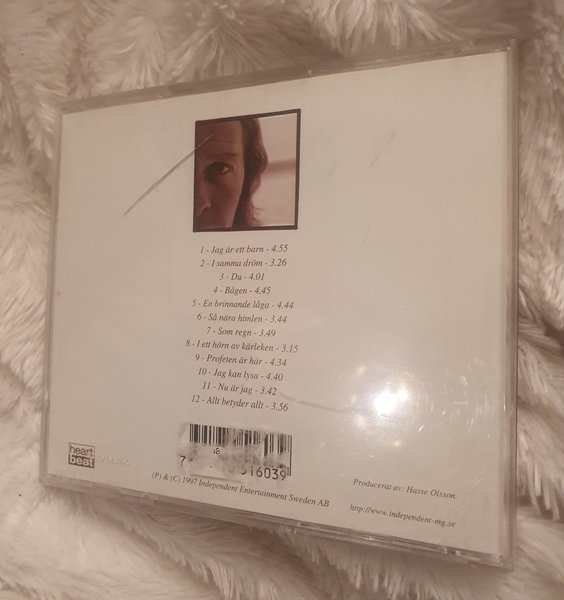 1 - Jag är ett barn - 4.55
2 - I samma dröm - 3.26
3 - Du - 4.01
4 - Bågen - 4.45
5 - En brinnande låga - 4.44
6 - Så nära himlen - 3.44
7 - Som regn - 3.49
8 - I ett hörn av kärleken - 3.15
9 - Profeten är här - 4.34
10 - Jag kan lysa - 4.40
11 - Nu är jag - 3.42
12 - Allt betyder allt - 3.56
7 516039
heart
beat
(P) & (C) 1997 Independent Entertainment Sweden AB
Producerat av: Hasse Olsson
http://www.independent-mg.se